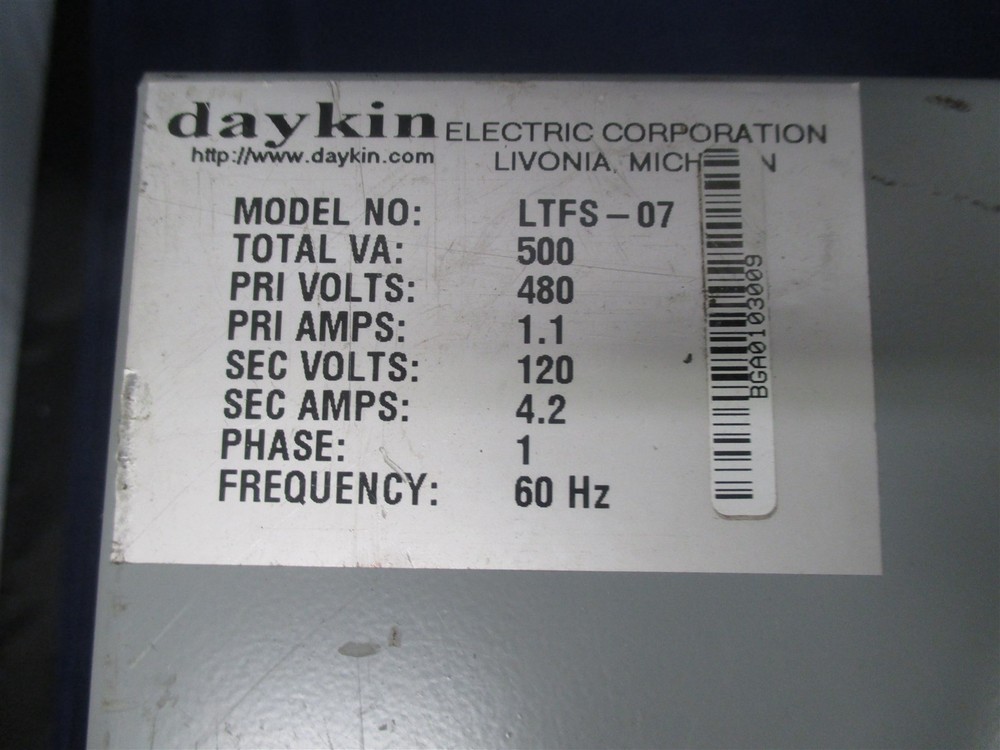 daykin ELECTRIC CORPORATION
http://www.daykin.com LIVONIA, MICH N
MODEL NO: LTFS-07
TOTAL VA: 500
PRI VOLTS: 480
PRI AMPS: 1.1
SEC VOLTS: 120
SEC AMPS: 4.2
PHASE: 1
FREQUENCY: 60 Hz
BGA0103009